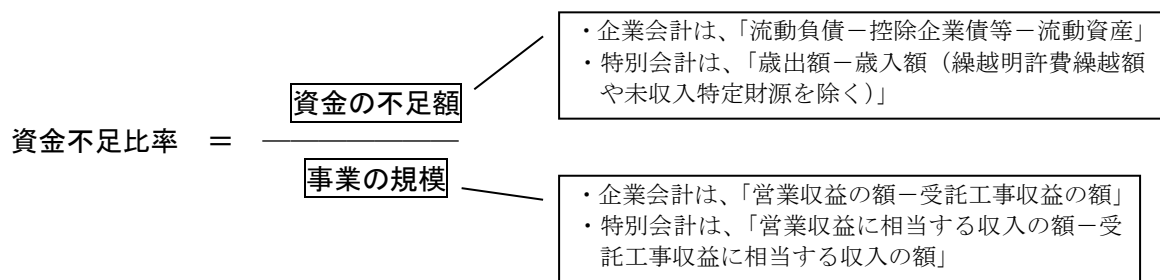 ・企業会計は、「流動負債－控除企業債等－流動資産」
・特別会計は、「歳出額－歳入額（繰越明許費繰越額
や未収入特定財源を除く）」
資金の不足額
資金不足比率　＝
事業の規模
・企業会計は、「営業収益の額－受託工事収益の額」
・特別会計は、「営業収益に相当する収入の額－受
託工事収益に相当する収入の額」